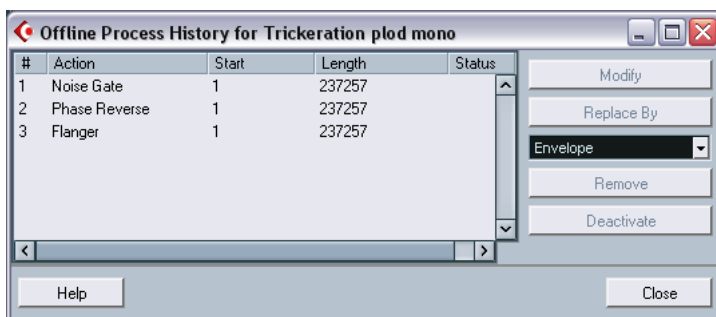 Offline Process History for Trickeration plod mono
# Action Start Length Status
1 Noise Gate 1 237257
2 Phase Reverse 1 237257
3 Flanger 1 237257
Modify
Replace By
Envelope
Remove
Deactivate
Help Close